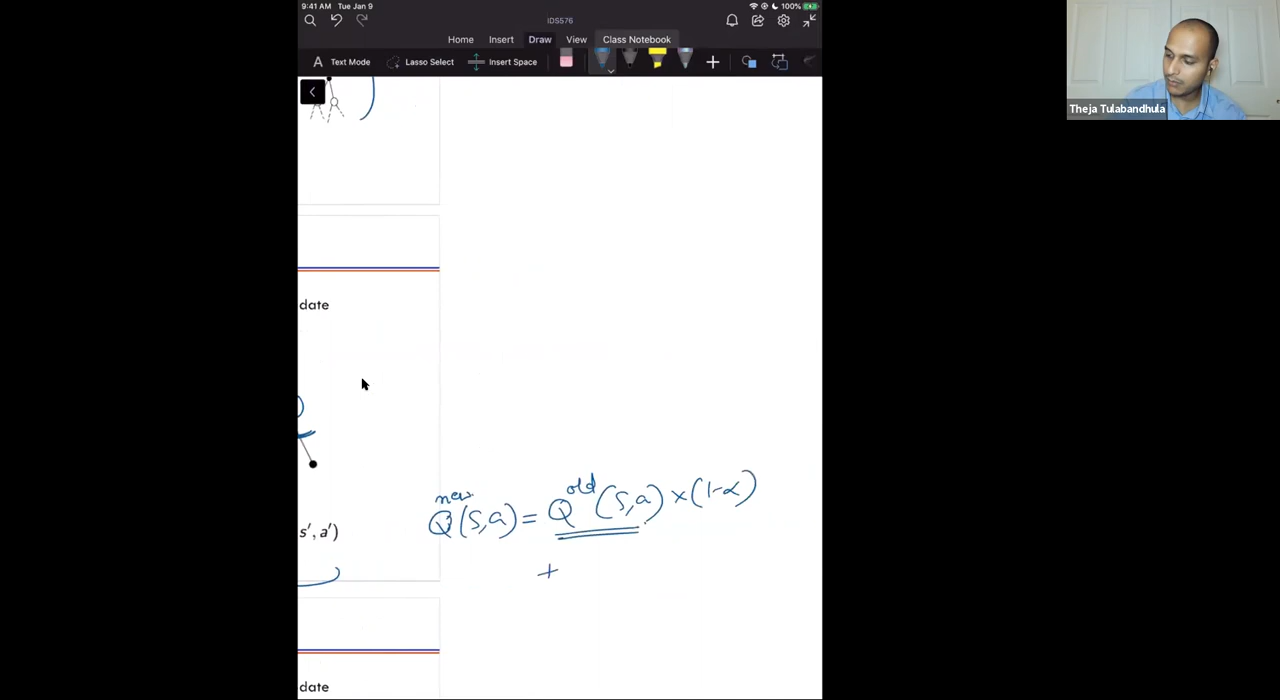 9:41 AM Tue Jan 9
100%
IDS576
Home Insert Draw View Class Notebook
A Text Mode Lasso Select Insert Space
Theja Tulabandhula
date
s′, a′)
Q^new(S,a) = Q^old(S,a) × (1-α)
+
date